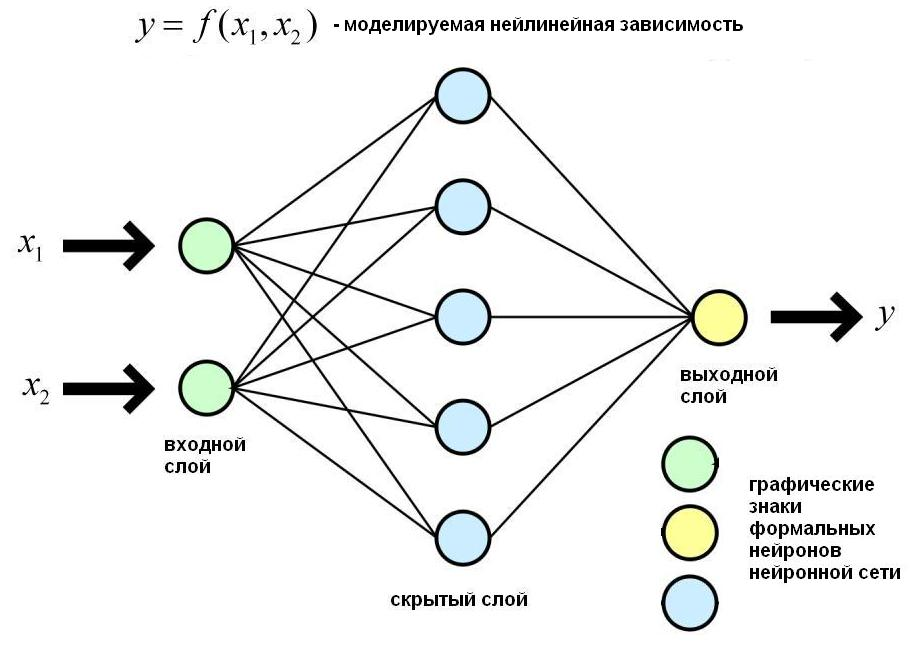 y = f(x₁, x₂) - моделируемая нейлинейная зависимость
x₁
y
x₂
выходной
слой
входной
слой
графические
знаки
формальных
нейронов
нейронной сети
скрытый слой